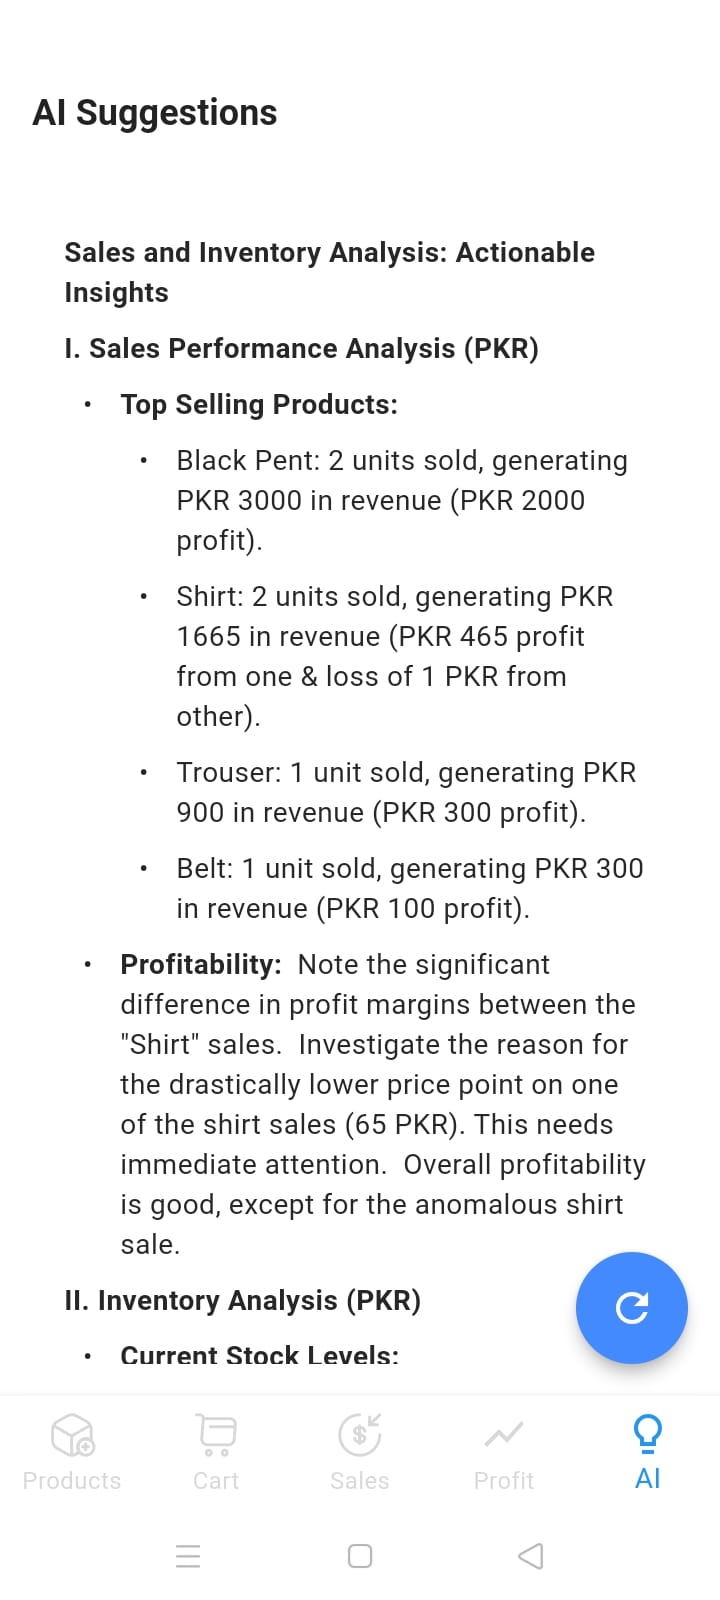 AI Suggestions
Sales and Inventory Analysis: Actionable
Insights
I. Sales Performance Analysis (PKR)
• Top Selling Products:
• Black Pent: 2 units sold, generating
PKR 3000 in revenue (PKR 2000
profit).
• Shirt: 2 units sold, generating PKR
1665 in revenue (PKR 465 profit
from one & loss of 1 PKR from
other).
• Trouser: 1 unit sold, generating PKR
900 in revenue (PKR 300 profit).
• Belt: 1 unit sold, generating PKR 300
in revenue (PKR 100 profit).
• Profitability:  Note the significant
difference in profit margins between the
"Shirt" sales.  Investigate the reason for
the drastically lower price point on one
of the shirt sales (65 PKR). This needs
immediate attention.  Overall profitability
is good, except for the anomalous shirt
sale.
II. Inventory Analysis (PKR)
• Current Stock Levels:
Products Cart Sales Profit AI